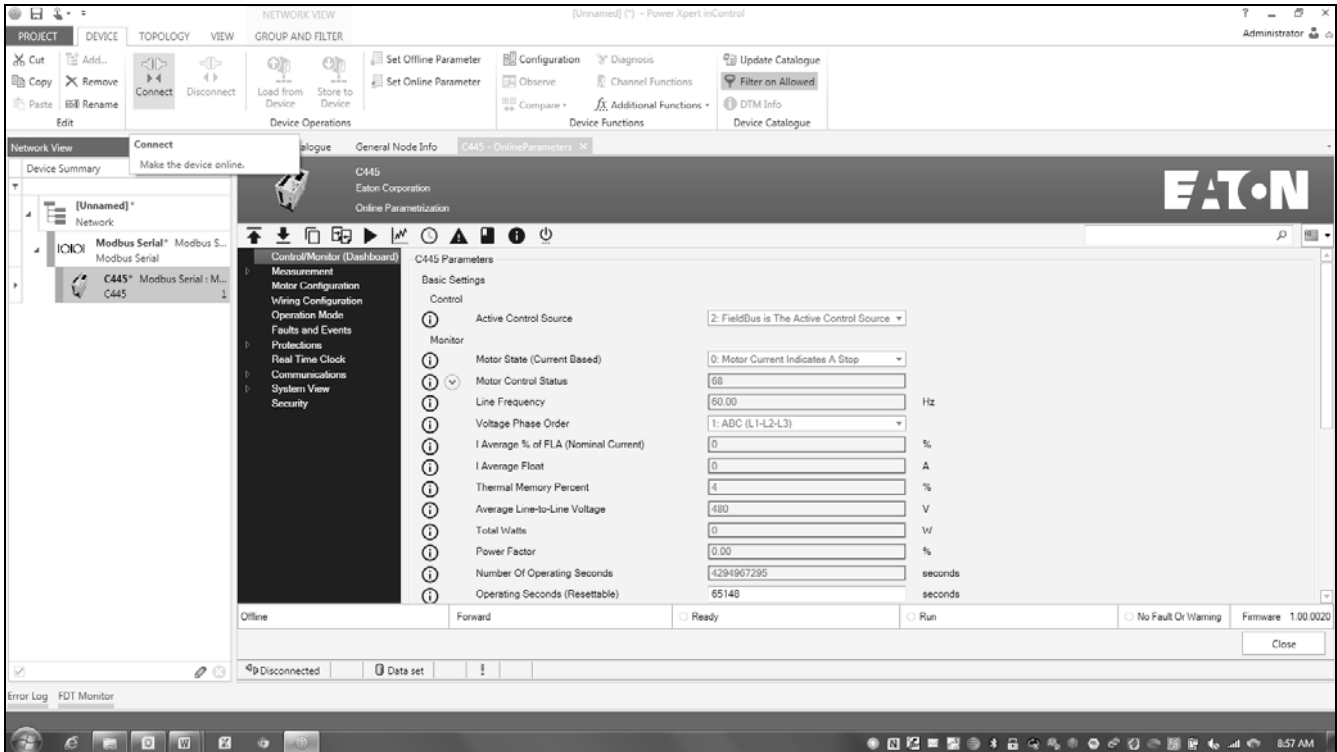 NETWORK VIEW
[Unnamed] (*) - Power Xpert inControl
?
PROJECT DEVICE TOPOLOGY VIEW GROUP AND FILTER
Administrator
Cut
Copy
Paste
Add...
Remove
Rename
Edit
Connect
Disconnect
Load from Device
Store to Device
Device Operations
Set Offline Parameter
Set Online Parameter
Configuration
Observe
Compare
Diagnosis
Channel Functions
Additional Functions
Device Functions
Update Catalogue
Filter on Allowed
DTM Info
Device Catalogue
Network View
Connect
Make the device online.
alogue
General Node Info
C445 - OnlineParameters
Device Summary
[Unnamed]*
Network
Modbus Serial* Modbus S...
Modbus Serial
C445* Modbus Serial : M...
C445 1
C445
Eaton Corporation
Online Parametrization
EATON
Control/Monitor (Dashboard)
Measurement
Motor Configuration
Wiring Configuration
Operation Mode
Faults and Events
Protections
Real Time Clock
Communications
System View
Security
C445 Parameters
Basic Settings
Control
Active Control Source 2: FieldBus is The Active Control Source
Monitor
Motor State (Current Based) 0: Motor Current Indicates A Stop
Motor Control Status 68
Line Frequency 60.00 Hz
Voltage Phase Order 1: ABC (L1-L2-L3)
I Average % of FLA (Nominal Current) 0 %
I Average Float 0 A
Thermal Memory Percent 4 %
Average Line-to-Line Voltage 480 V
Total Watts 0 W
Power Factor 0.00 %
Number Of Operating Seconds 4294967295 seconds
Operating Seconds (Resettable) 65148 seconds
Offline Forward Ready Run No Fault Or Warning Firmware 1.00.0020
Close
Disconnected Data set !
Error Log FDT Monitor
8:57 AM